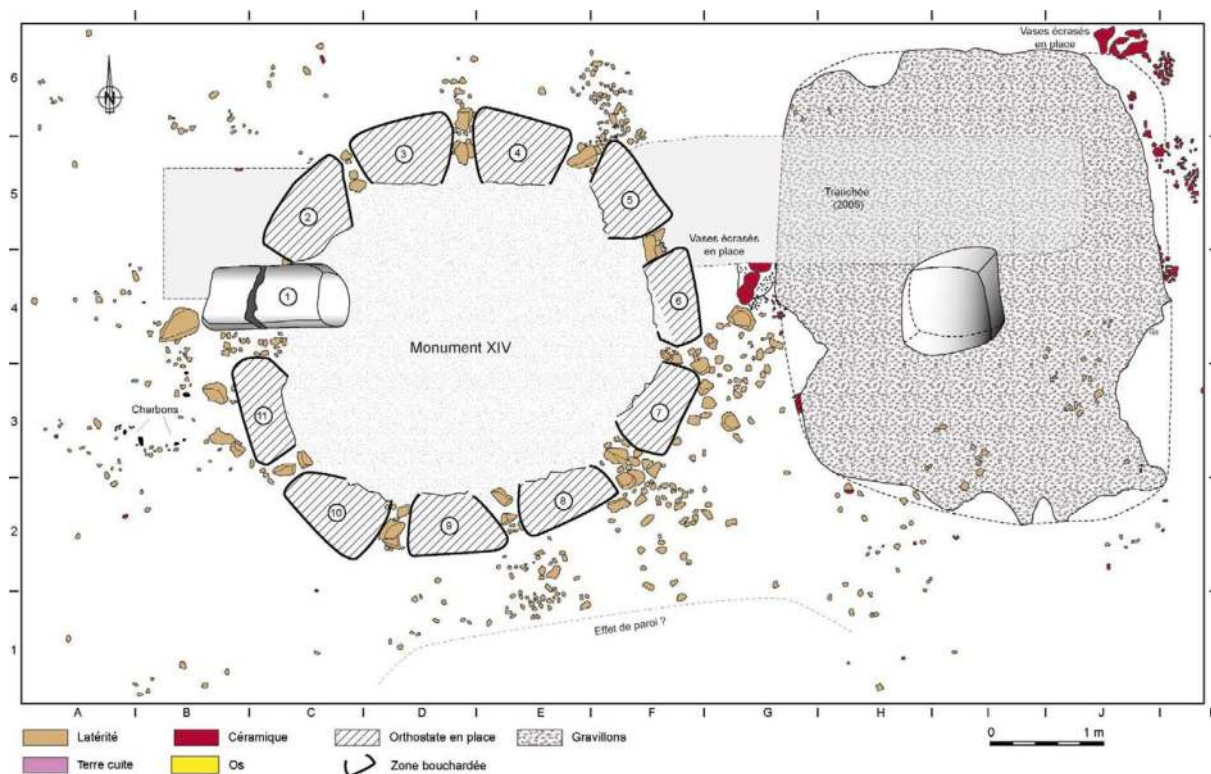 Vases écrasés
en place
6
N
3
4
5
2
5
Tranchée
(2005)
Vases écrasés
en place
1
6
4
Monument XIV
11
7
Charbons
3
10
9
8
2
Effet de paroi ?
1
A
B
C
D
E
F
G
H
I
J
Latérité
Céramique
Orthostate en place
Gravillons
Terre cuite
Os
Zone bouchardée
0
1 m